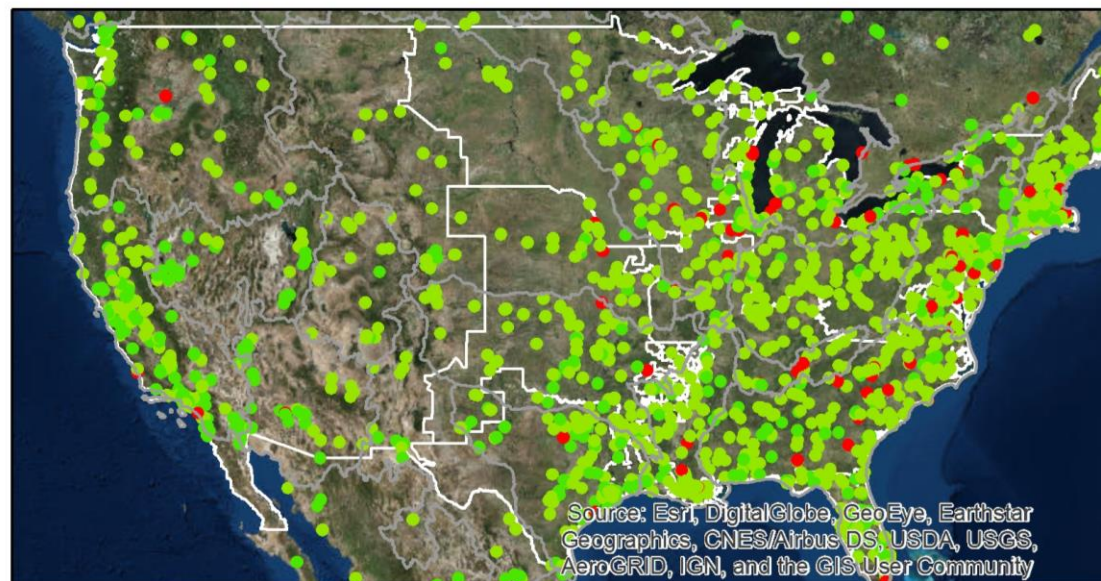 Source: Esri, DigitalGlobe, GeoEye, Earthstar
Geographics, CNES/Airbus DS, USDA, USGS,
AeroGRID, IGN, and the GIS User Community